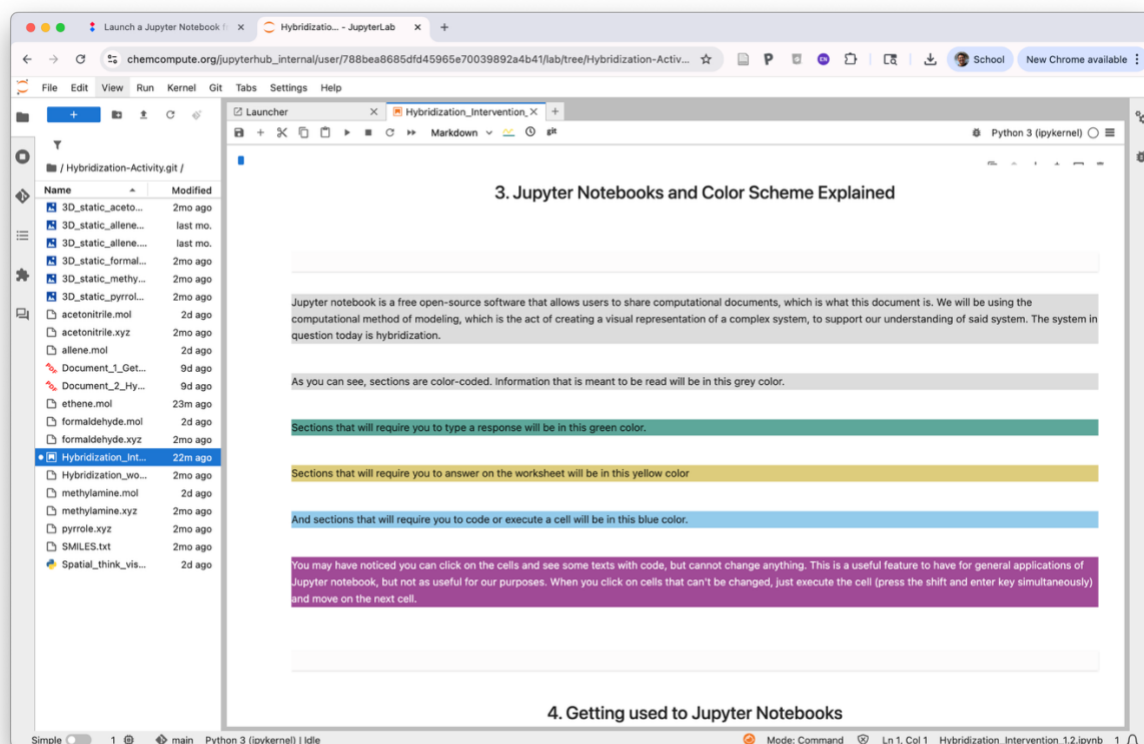 Launch a Jupyter Notebook f
Hybridizatio... - JupyterLab
chemcompute.org/jupyterhub_internal/user/788bea8685dfd45965e70039892a4b41/lab/tree/Hybridization-Activ...
School
New Chrome available
File Edit View Run Kernel Git Tabs Settings Help
Launcher
Hybridization_Intervention_
Markdown
git
Python 3 (ipykernel)
/ Hybridization-Activity.git /
Name Modified
3D_static_aceto... 2mo ago
3D_static_allene... last mo.
3D_static_allene.... last mo.
3D_static_formal... 2mo ago
3D_static_methy... 2mo ago
3D_static_pyrrol... 2mo ago
acetonitrile.mol 2d ago
acetonitrile.xyz 2mo ago
allene.mol 2d ago
Document_1_Get... 9d ago
Document_2_Hy... 9d ago
ethene.mol 23m ago
formaldehyde.mol 2d ago
formaldehyde.xyz 2mo ago
Hybridization_Int... 22m ago
Hybridization_wo... 2mo ago
methylamine.mol 2d ago
methylamine.xyz 2mo ago
pyrrole.xyz 2mo ago
SMILES.txt 2mo ago
Spatial_think_vis... 2d ago
3. Jupyter Notebooks and Color Scheme Explained
Jupyter notebook is a free open-source software that allows users to share computational documents, which is what this document is. We will be using the
computational method of modeling, which is the act of creating a visual representation of a complex system, to support our understanding of said system. The system in
question today is hybridization.
As you can see, sections are color-coded. Information that is meant to be read will be in this grey color.
Sections that will require you to type a response will be in this green color.
Sections that will require you to answer on the worksheet will be in this yellow color
And sections that will require you to code or execute a cell will be in this blue color.
You may have noticed you can click on the cells and see some texts with code, but cannot change anything. This is a useful feature to have for general applications of
Jupyter notebook, but not as useful for our purposes. When you click on cells that can't be changed, just execute the cell (press the shift and enter key simultaneously)
and move on the next cell.
4. Getting used to Jupyter Notebooks
Simple 1 main Python 3 (ipykernel) | Idle
Mode: Command Ln 1, Col 1 Hybridization_Intervention_1.2.ipynb 1